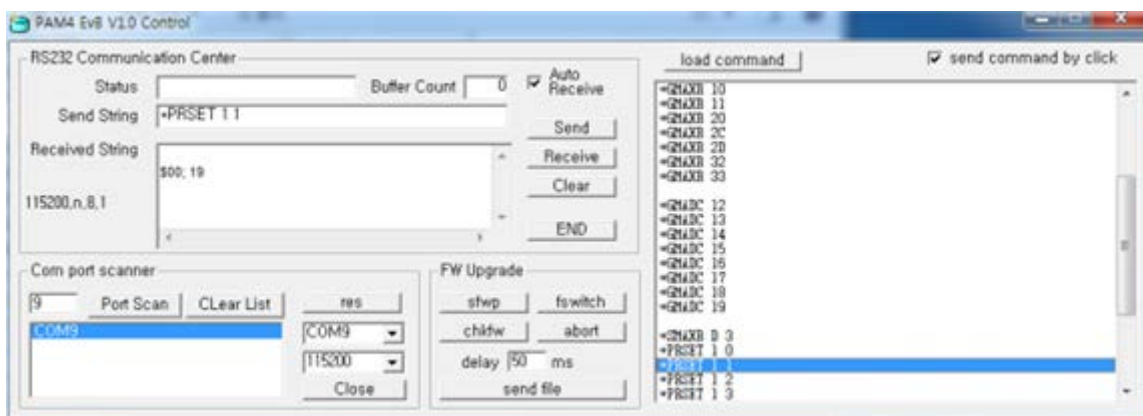 PAM4 EvB V1.0 Control
RS232 Communication Center
Status
Buffer Count 0
Auto Receive
Send String *PRSET 1 1
Send
Received String
$00; 19
Receive
Clear
115200,n,8,1
END
Com port scanner
9
Port Scan
CLear List
res
COM9
COM9
115200
Close
FW Upgrade
sfwp
fswitch
chkfw
abort
delay 50 ms
send file
load command
send command by click
*GMAXB 10
*GMAXB 11
*GMAXB 20
*GMAXB 2C
*GMAXB 2D
*GMAXB 32
*GMAXB 33
*GMADC 12
*GMADC 13
*GMADC 14
*GMADC 15
*GMADC 16
*GMADC 17
*GMADC 18
*GMADC 19
*SMAXB D 3
*PRSET 1 0
*PRSET 1 1
*PRSET 1 2
*PRSET 1 3